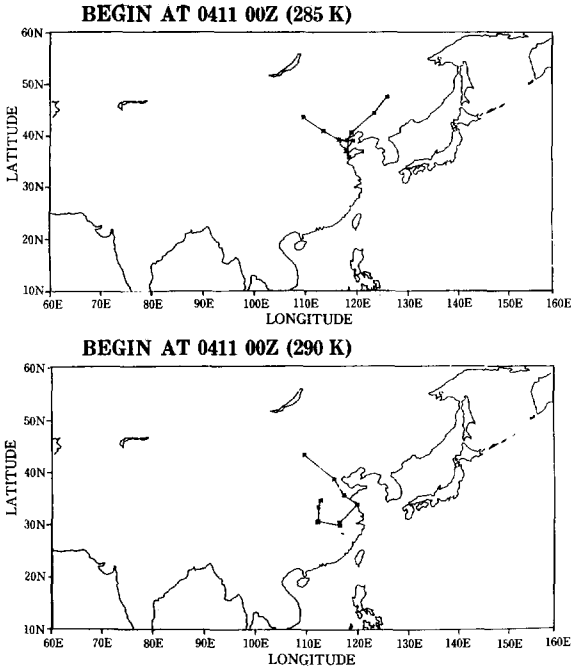 BEGIN AT 0411 00Z (285 K)
60N
50N
40N
30N
20N
10N
LATITUDE
60E 70E 80E 90E 100E 110E 120E 130E 140E 150E 160E
LONGITUDE
BEGIN AT 0411 00Z (290 K)
60N
50N
40N
30N
20N
10N
LATITUDE
60E 70E 80E 90E 100E 110E 120E 130E 140E 150E 160E
LONGITUDE